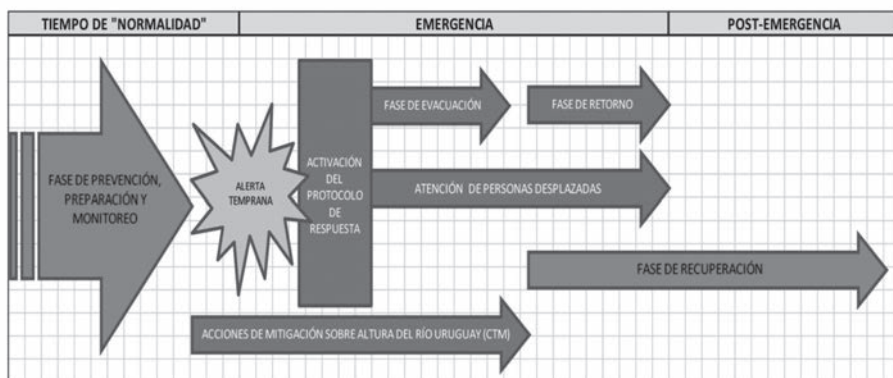 TIEMPO DE "NORMALIDAD"
EMERGENCIA
POST-EMERGENCIA
FASE DE PREVENCIÓN,
PREPARACIÓN Y
MONITOREO
ALERTA
TEMPRANA
ACTIVACIÓN
DEL
PROTOCOLO
DE
RESPUESTA
FASE DE EVACUACIÓN
FASE DE RETORNO
ATENCIÓN DE PERSONAS DESPLAZADAS
FASE DE RECUPERACIÓN
ACCIONES DE MITIGACIÓN SOBRE ALTURA DEL RÍO URUGUAY (CTM)